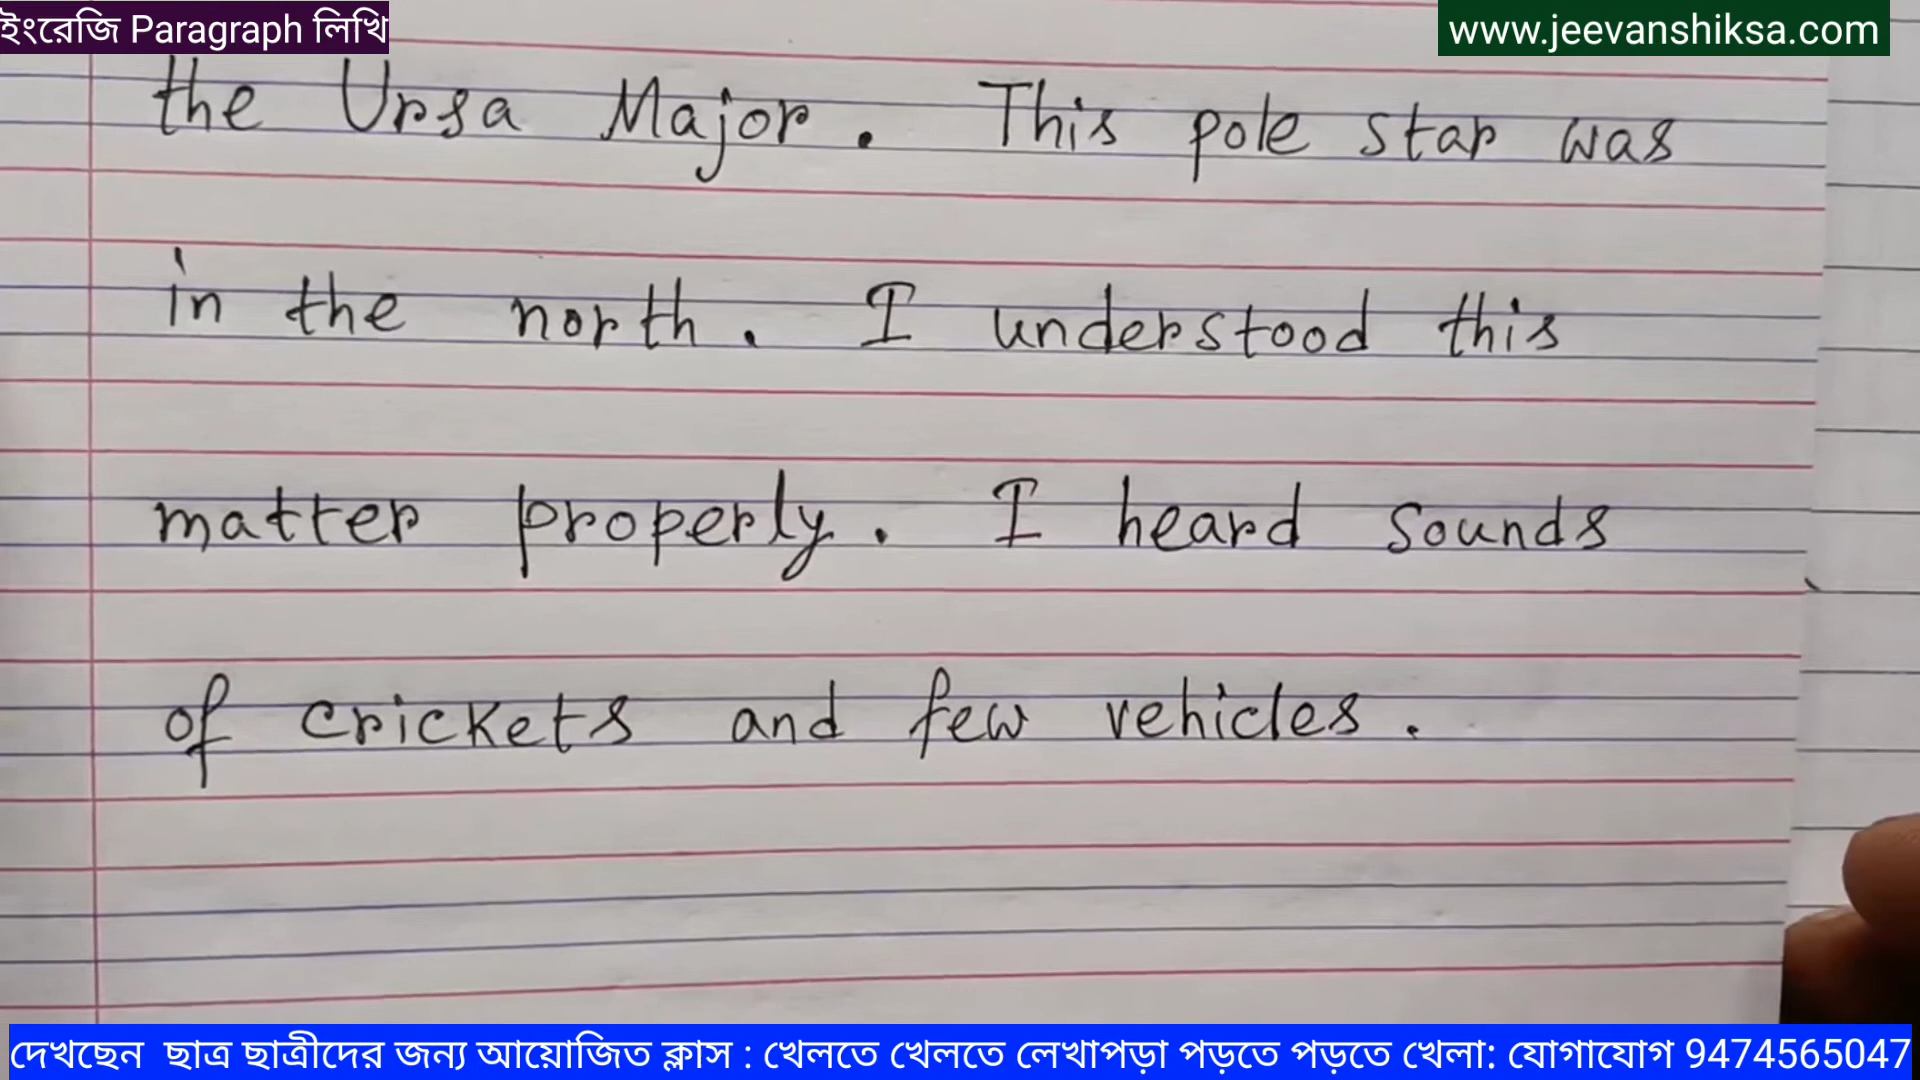 ইংরেজি Paragraph লিখি
www.jeevanshiksa.com
the Ursa Major. This pole star was
in the north. I understood this
matter properly. I heard sounds
of crickets and few vehicles.
দেখছেন ছাত্র ছাত্রীদের জন্য আয়োজিত ক্লাস : খেলতে খেলতে লেখাপড়া পড়তে পড়তে খেলা: যোগাযোগ 9474565047